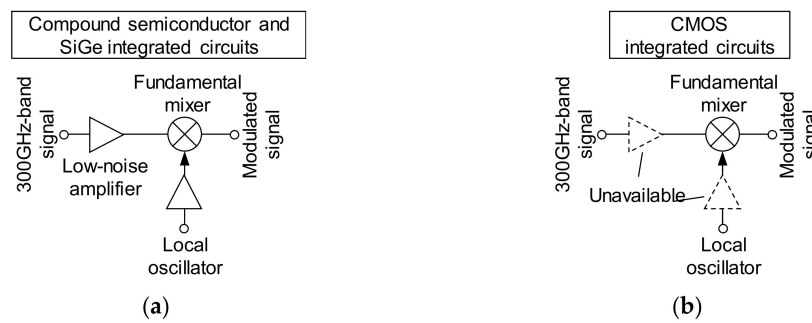 Compound semiconductor and
SiGe integrated circuits
Fundamental
mixer
300GHz-band
signal
Low-noise
amplifier
Modulated
signal
Local
oscillator
(a)
CMOS
integrated circuits
Fundamental
mixer
300GHz-band
signal
Unavailable
Modulated
signal
Local
oscillator
(b)